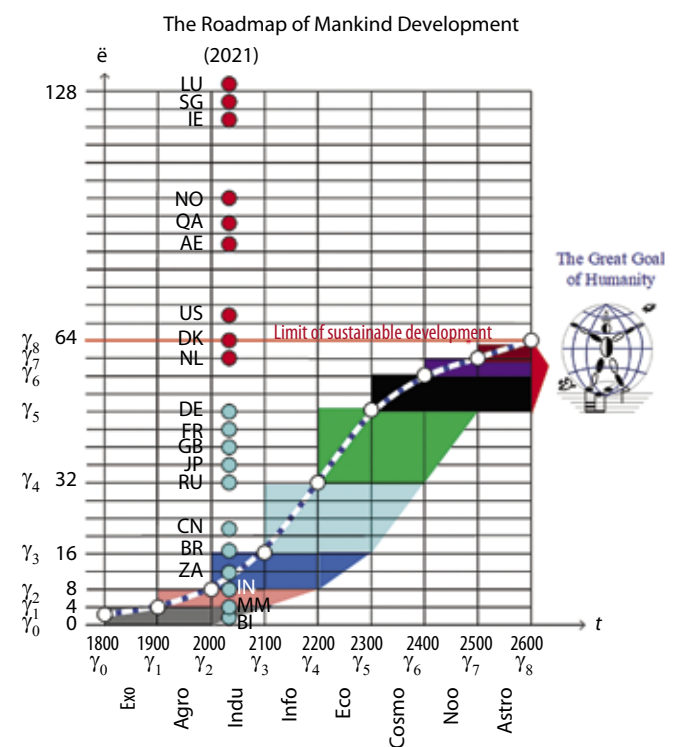 The Roadmap of Mankind Development
ë
(2021)
128
LU
SG
IE
NO
QA
AE
US
The Great Goal
of Humanity
γ8 64
DK
Limit of sustainable development
γ7
NL
γ6
γ5
DE
FR
GB
JP
γ4 32
RU
CN
γ3 16
BR
ZA
γ2 8
IN
γ1 4
MM
γ0 0
BI
t
1800 1900 2000 2100 2200 2300 2400 2500 2600
γ0 γ1 γ2 γ3 γ4 γ5 γ6 γ7 γ8
Exo Agro Indu Info Eco Cosmo Noo Astro